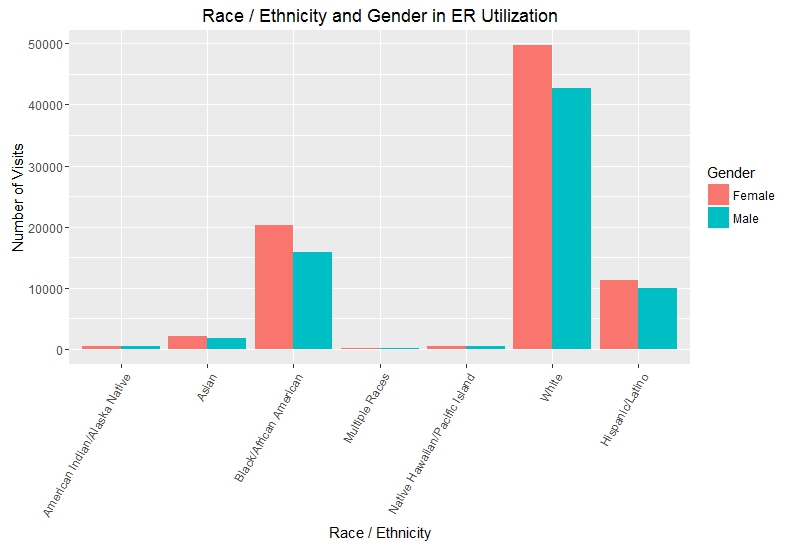 Race / Ethnicity and Gender in ER Utilization
50000
40000
30000
20000
10000
0
Number of Visits
American Indian/Alaska Native
Asian
Black/African American
Multiple Races
Native Hawaiian/Pacific Island
White
Hispanic/Latino
Race / Ethnicity
Gender
Female
Male